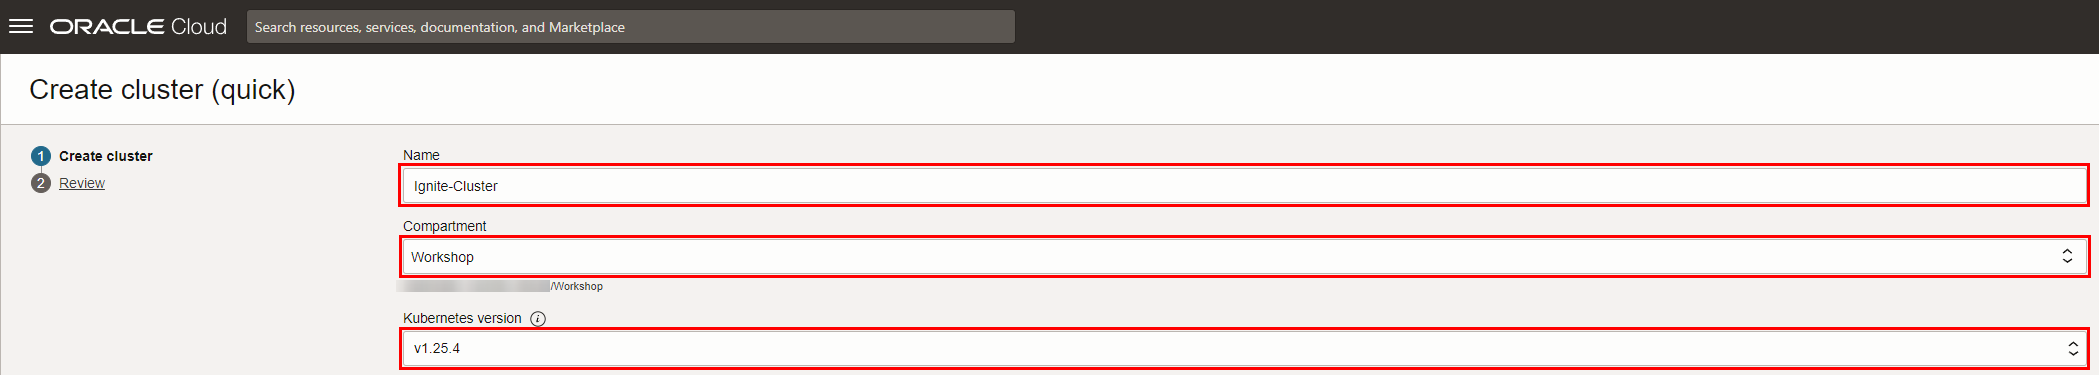 ORACLE Cloud
Search resources, services, documentation, and Marketplace
Create cluster (quick)
1 Create cluster
2 Review
Name
Ignite-Cluster
Compartment
Workshop
/Workshop
Kubernetes version
v1.25.4